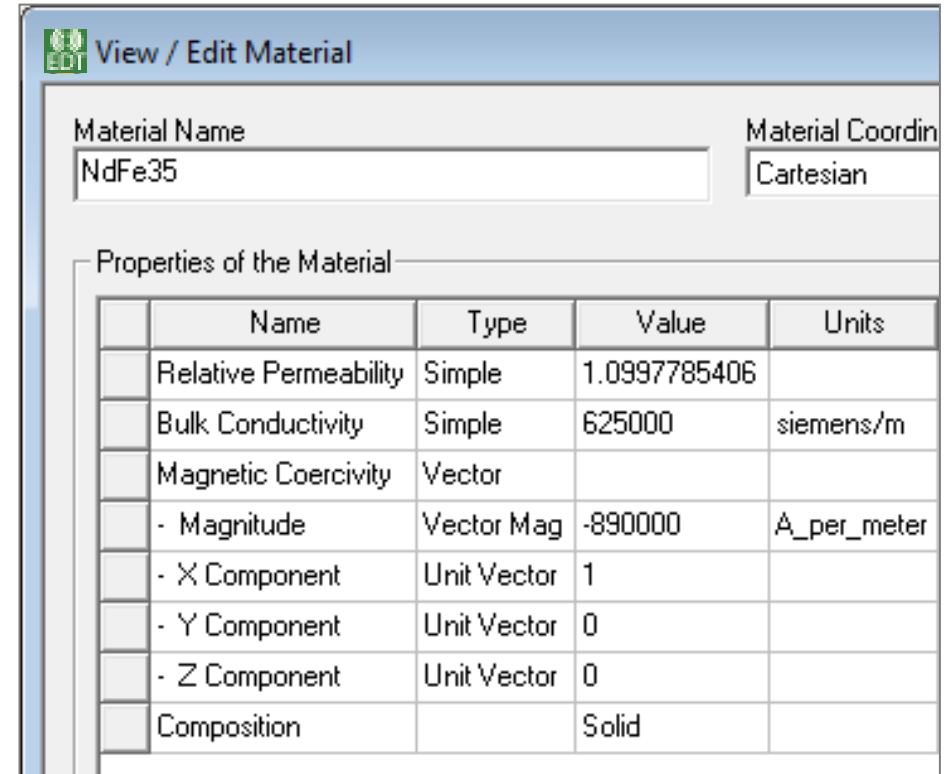 EDT View / Edit Material
Material Name Material Coordin
NdFe35 Cartesian
Properties of the Material
Name Type Value Units
Relative Permeability Simple 1.0997785406
Bulk Conductivity Simple 625000 siemens/m
Magnetic Coercivity Vector
- Magnitude Vector Mag -890000 A_per_meter
- X Component Unit Vector 1
- Y Component Unit Vector 0
- Z Component Unit Vector 0
Composition Solid